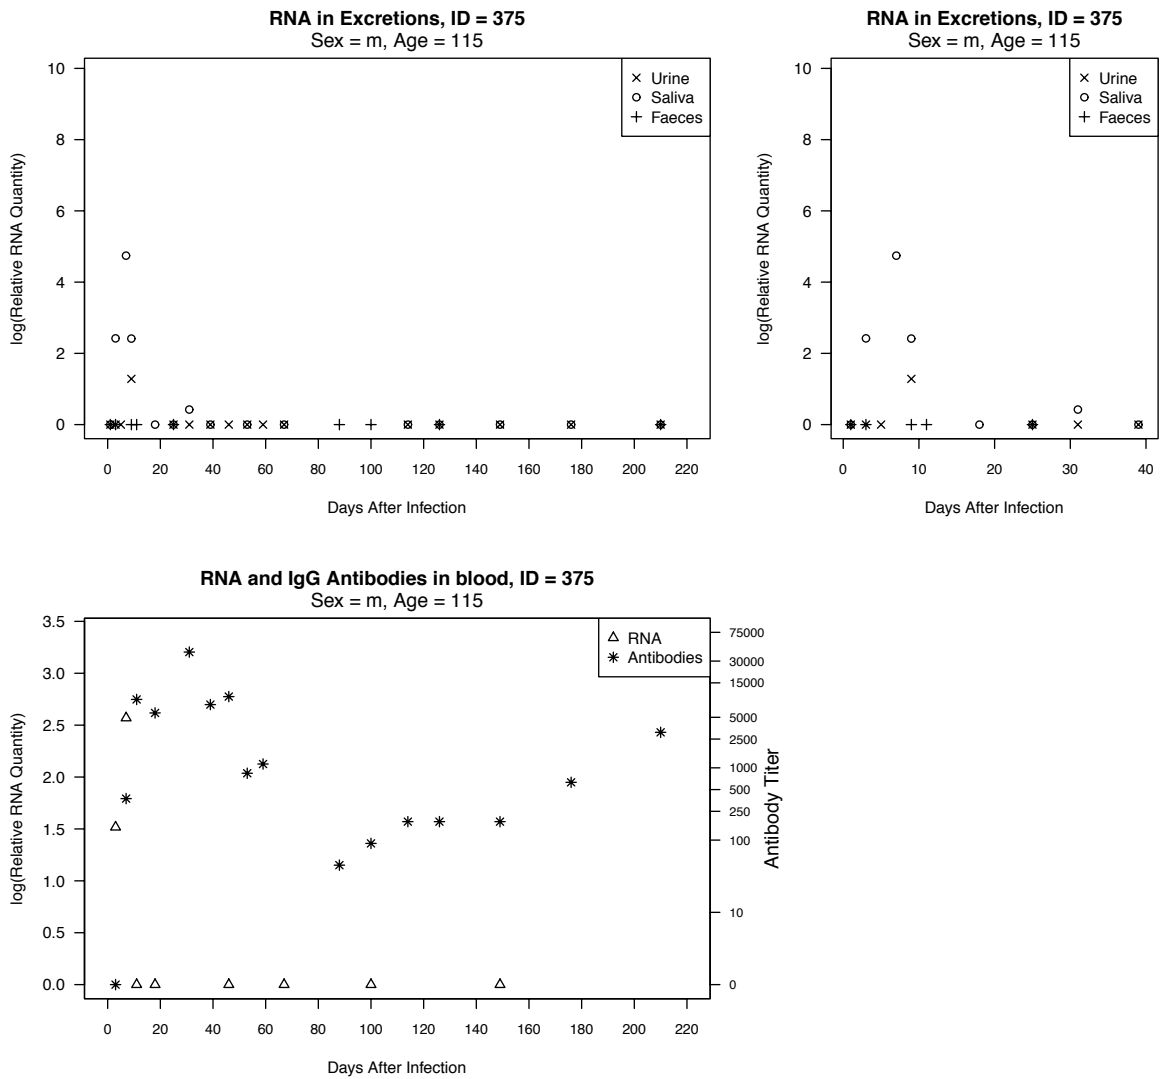 RNA in Excretions, ID = 375
Sex = m, Age = 115
Urine
Saliva
Faeces
log(Relative RNA Quantity)
10
8
6
4
2
0
0 20 40 60 80 100 120 140 160 180 200 220
Days After Infection
RNA in Excretions, ID = 375
Sex = m, Age = 115
Urine
Saliva
Faeces
log(Relative RNA Quantity)
10
8
6
4
2
0
0 10 20 30 40
Days After Infection
RNA and IgG Antibodies in blood, ID = 375
Sex = m, Age = 115
RNA
Antibodies
log(Relative RNA Quantity)
3.5
3.0
2.5
2.0
1.5
1.0
0.5
0.0
75000
30000
15000
5000
2500
1000
500
250
100
10
0
Antibody Titer
0 20 40 60 80 100 120 140 160 180 200 220
Days After Infection